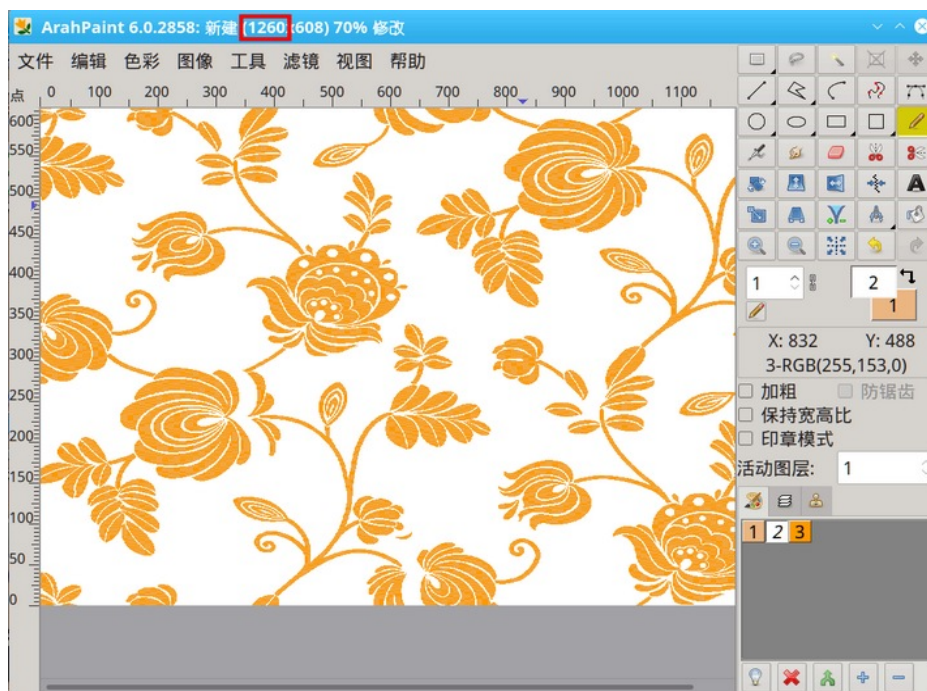 ArahPaint 6.0.2858: 新建 (1260x608) 70% 修改
文件 编辑 色彩 图像 工具 滤镜 视图 帮助
点 0 100 200 300 400 500 600 700 800 900 1000 1100
600
550
500
450
400
350
300
250
200
150
100
50
0
A
1 2
1
X: 832 Y: 488
3-RGB(255,153,0)
加粗 防锯齿
保持宽高比
印章模式
活动图层: 1
1 2 3